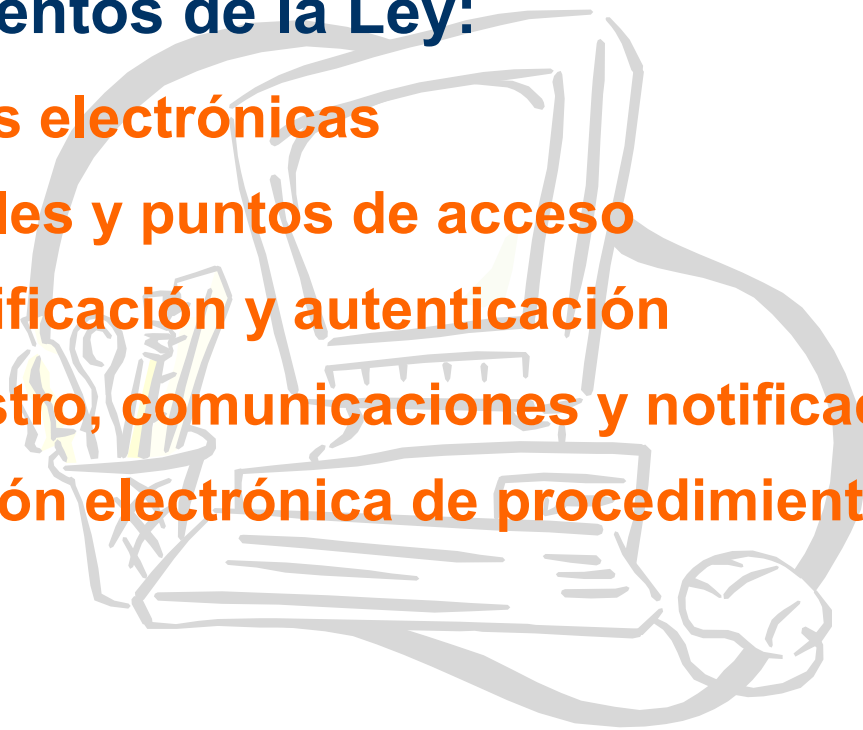 entos de la Ley:
s electrónicas
les y puntos de acceso
ificación y autenticación
stro, comunicaciones y notificac
ón electrónica de procedimient